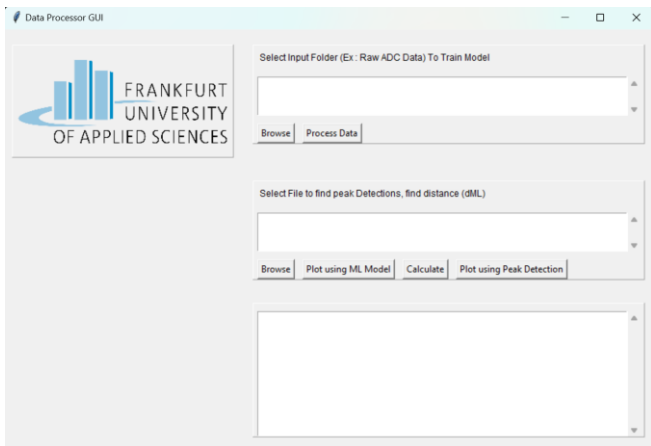 Data Processor GUI
FRANKFURT
UNIVERSITY
OF APPLIED SCIENCES
Select Input Folder (Ex : Raw ADC Data) To Train Model
Browse
Process Data
Select File to find peak Detections, find distance (dML)
Browse
Plot using ML Model
Calculate
Plot using Peak Detection